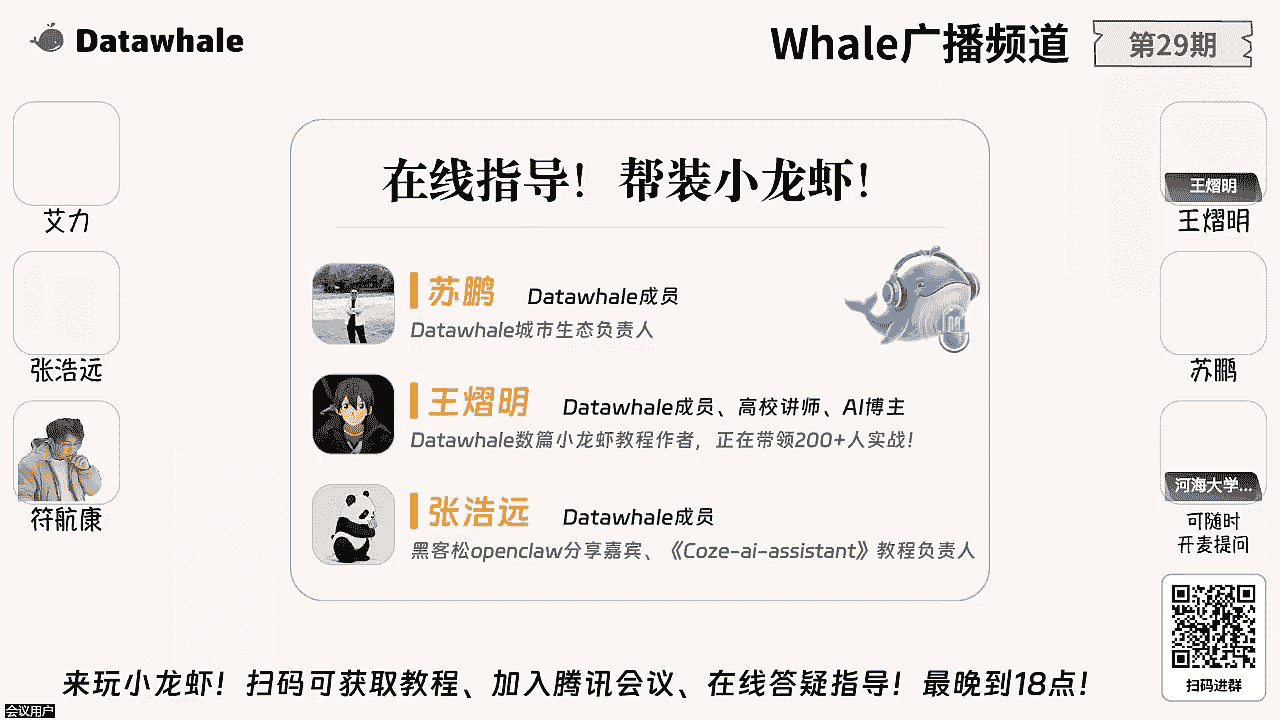 Datawhale
Whale广播频道
第29期
艾力
张浩远
符航康
在线指导！帮装小龙虾！
苏鹏 Datawhale成员
Datawhale城市生态负责人
王熠明 Datawhale成员、高校讲师、AI博主
Datawhale数篇小龙虾教程作者，正在带领200+人实战！
张浩远 Datawhale成员
黑客松openclaw分享嘉宾、《Coze-ai-assistant》教程负责人
王熠明
王熠明
苏鹏
河海大学...
可随时
开麦提问
扫码进群
来玩小龙虾！扫码可获取教程、加入腾讯会议、在线答疑指导！最晚到18点！
会议用户